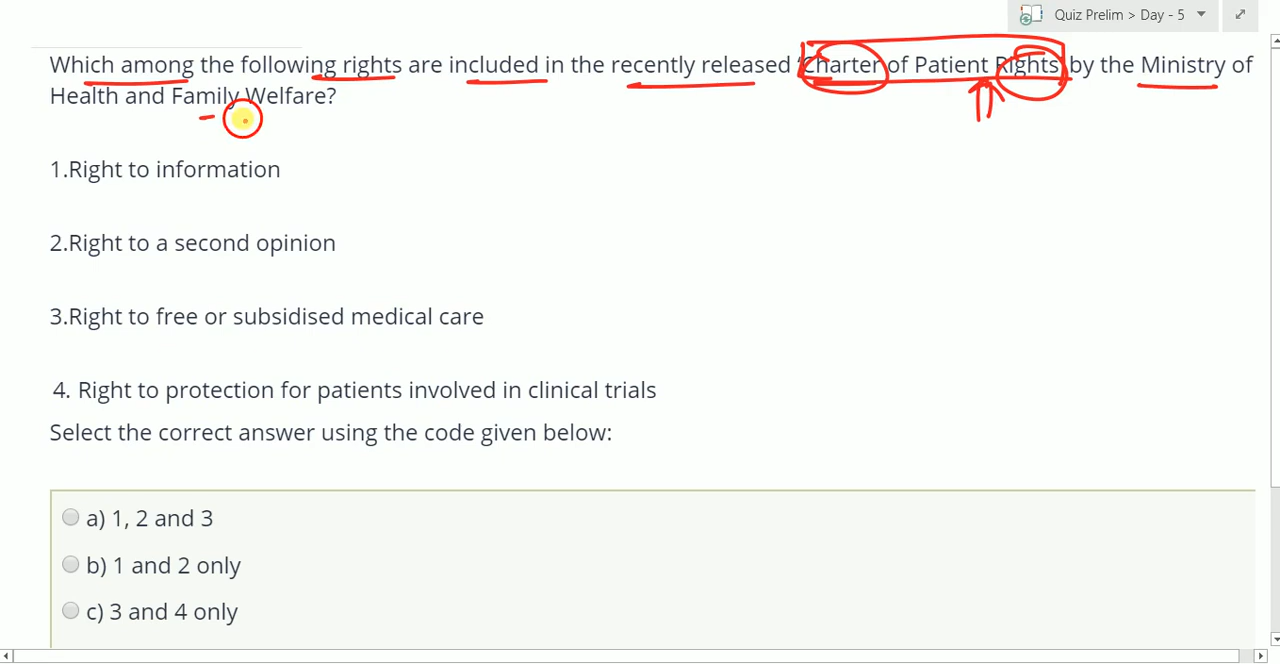 Quiz Prelim > Day - 5
Which among the following rights are included in the recently released 'Charter of Patient Rights' by the Ministry of
Health and Family Welfare?
1.Right to information
2.Right to a second opinion
3.Right to free or subsidised medical care
4. Right to protection for patients involved in clinical trials
Select the correct answer using the code given below:
a) 1, 2 and 3
b) 1 and 2 only
c) 3 and 4 only